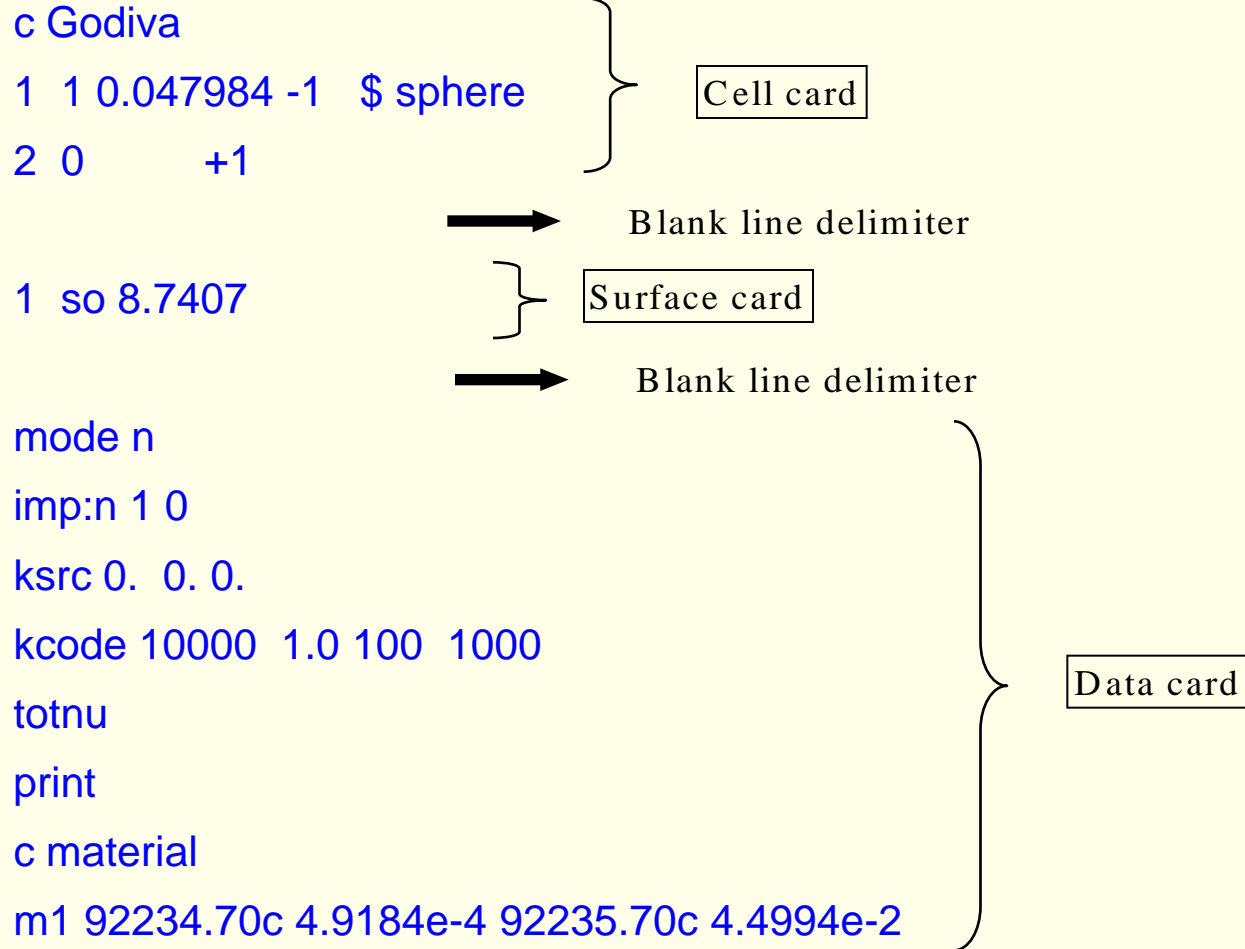 c Godiva
1 1 0.047984 -1 $ sphere
Cell card
2 0 +1
Blank line delimiter
1 so 8.7407
Surface card
Blank line delimiter
mode n
imp:n 1 0
ksrc 0. 0. 0.
kcode 10000 1.0 100 1000
Data card
totnu
print
c material
m1 92234.70c 4.9184e-4 92235.70c 4.4994e-2